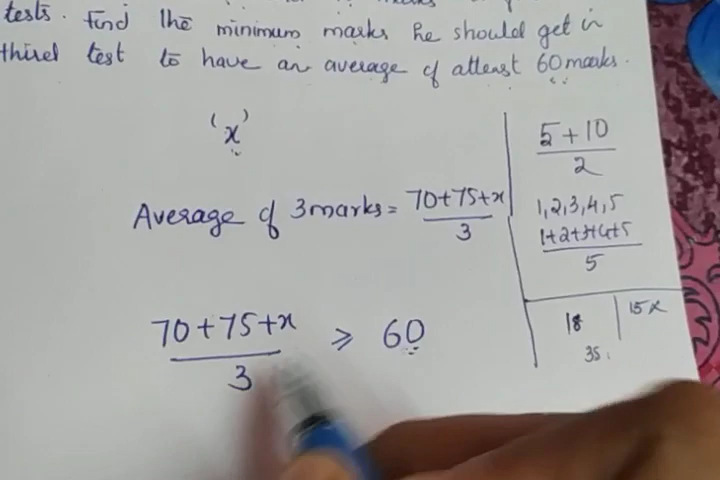 tests. Find the minimum marks he should get in
third test to have an average of atleast 60 marks.
'x'
Average of 3 marks = 70+75+x
3
70+75+x ≥ 60
3
5+10
2
1,2,3,4,5
1+2+3+4+5
5
18
15x
35.